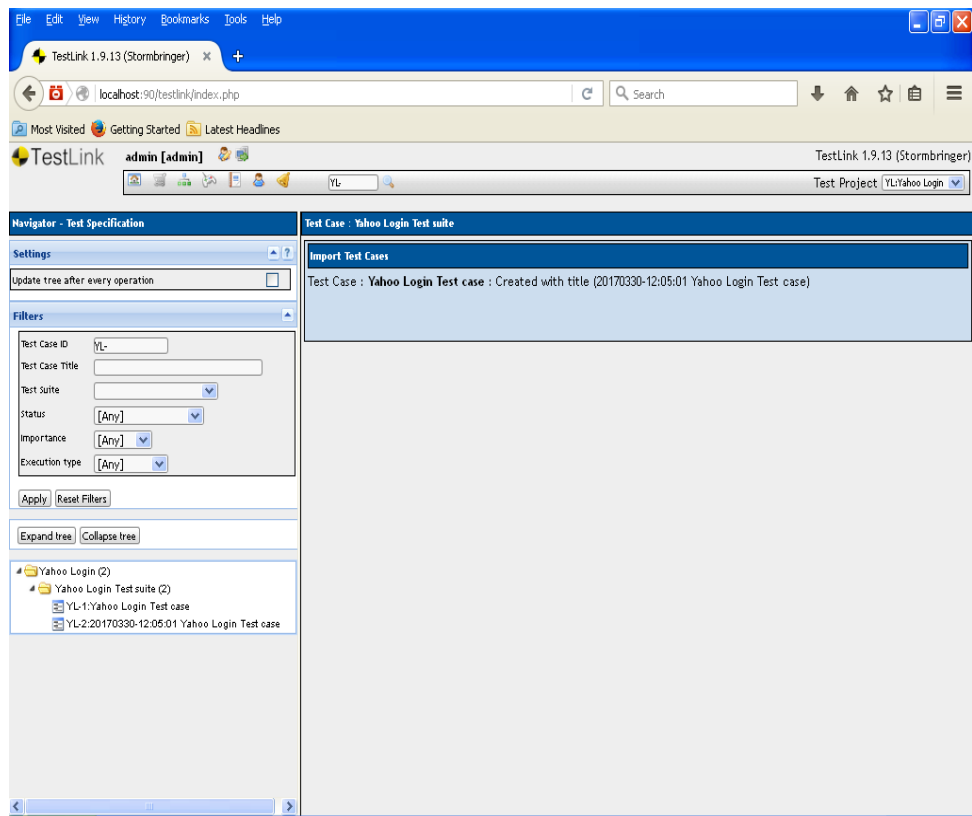 File Edit View History Bookmarks Tools Help
TestLink 1.9.13 (Stormbringer)
localhost:90/testlink/index.php
Search
Most Visited Getting Started Latest Headlines
TestLink admin [admin] TestLink 1.9.13 (Stormbringer)
YL- Test Project YL:Yahoo Login
Navigator - Test Specification
Settings
Update tree after every operation
Filters
Test Case ID YL-
Test Case Title
Test Suite
Status [Any]
Importance [Any]
Execution type [Any]
Apply Reset Filters
Expand tree Collapse tree
Yahoo Login (2)
Yahoo Login Test suite (2)
YL-1:Yahoo Login Test case
YL-2:20170330-12:05:01 Yahoo Login Test case
Test Case : Yahoo Login Test suite
Import Test Cases
Test Case : Yahoo Login Test case : Created with title (20170330-12:05:01 Yahoo Login Test case)